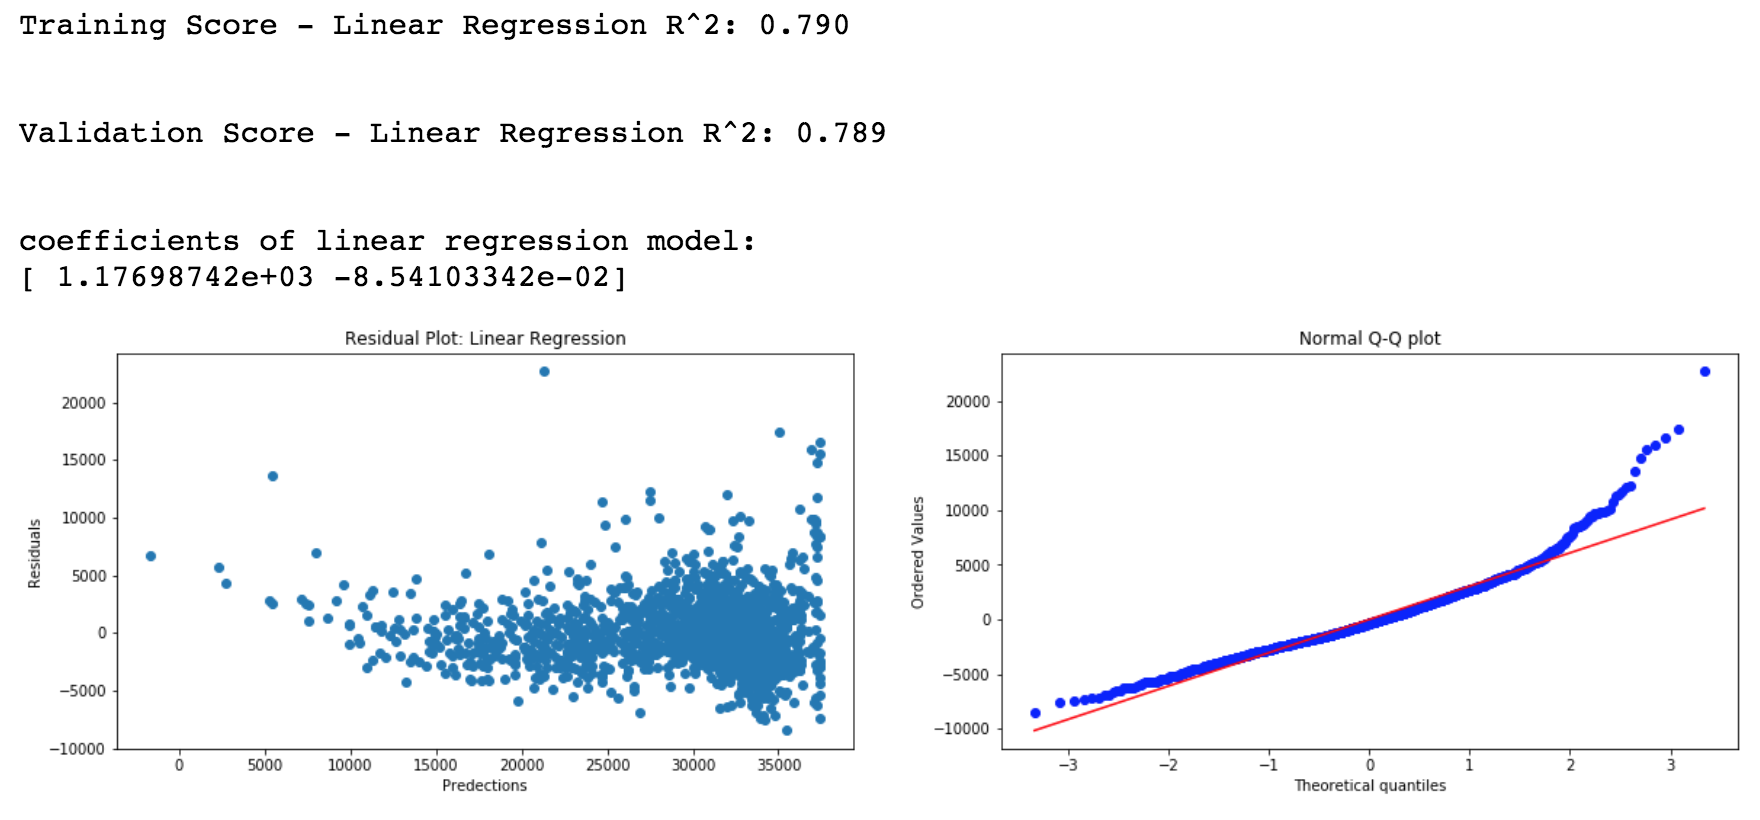 Training Score - Linear Regression R^2: 0.790
Validation Score - Linear Regression R^2: 0.789
coefficients of linear regression model:
[ 1.17698742e+03 -8.54103342e-02]
Residual Plot: Linear Regression
20000
15000
10000
5000
0
−5000
−10000
Residuals
0 5000 10000 15000 20000 25000 30000 35000
Predections
Normal Q-Q plot
20000
15000
10000
5000
0
−5000
−10000
Ordered Values
−3 −2 −1 0 1 2 3
Theoretical quantiles